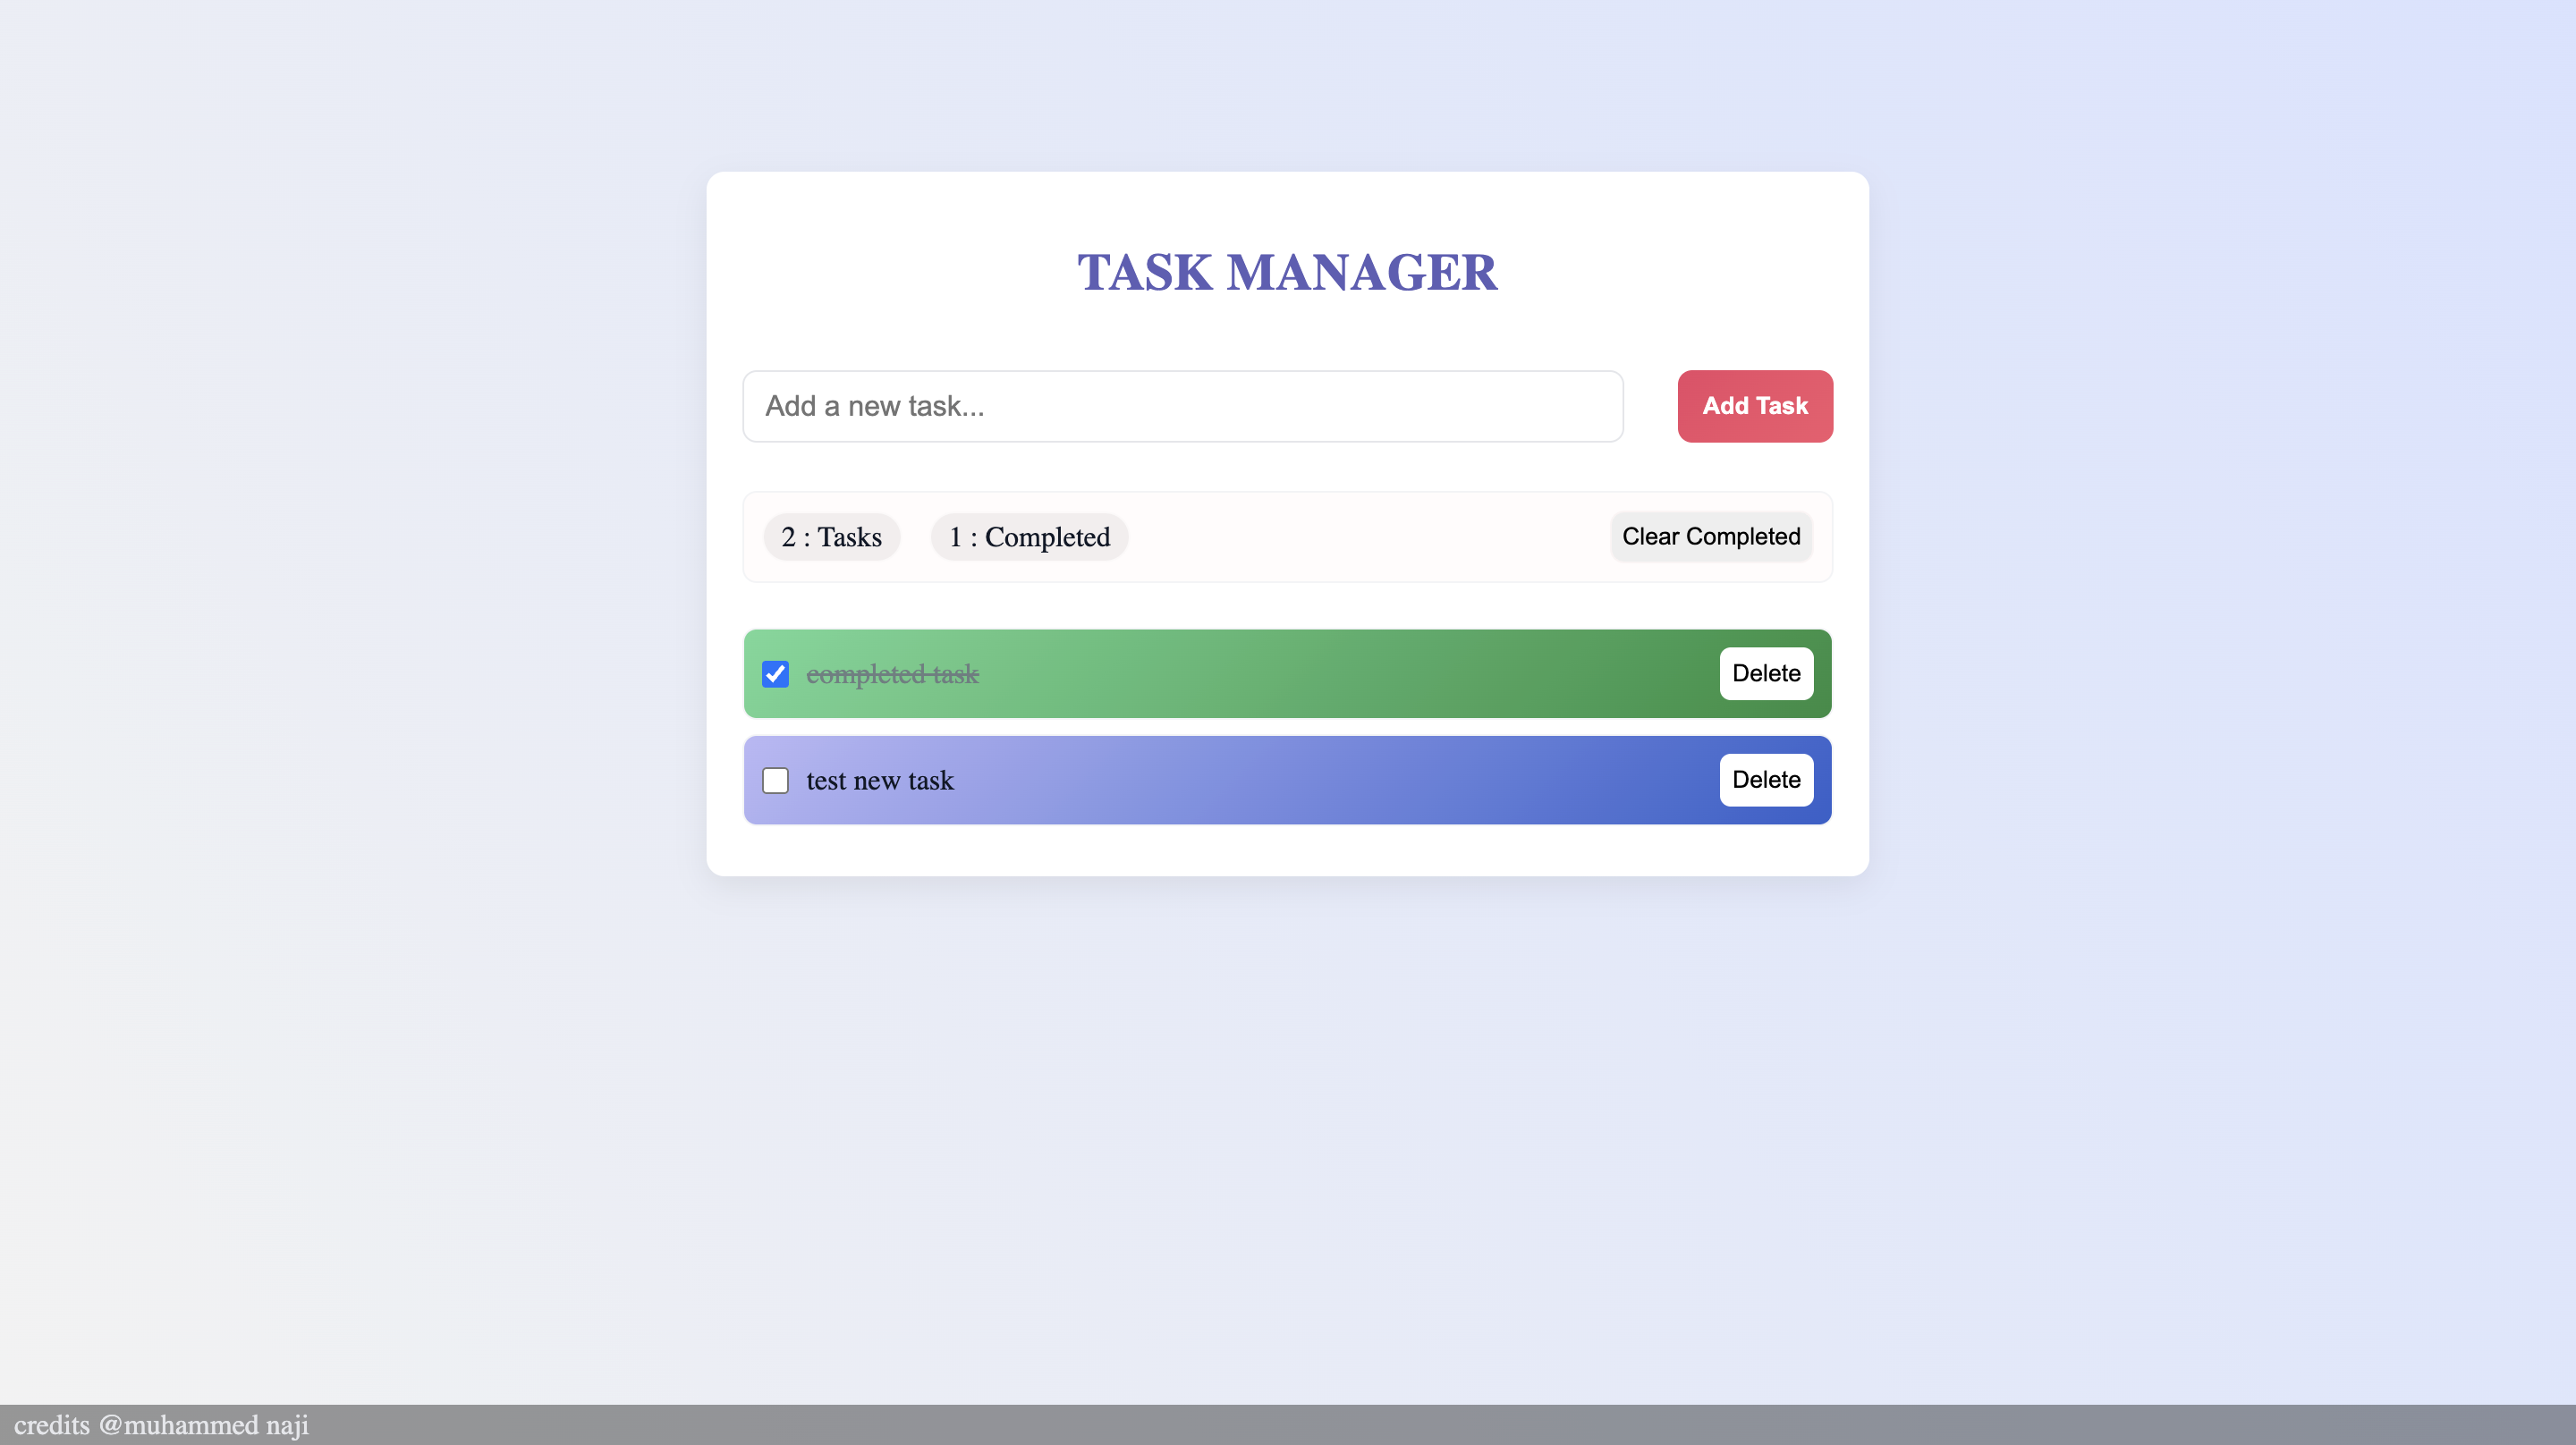 TASK MANAGER
Add a new task...
Add Task
2 : Tasks
1 : Completed
Clear Completed
completed task
Delete
test new task
Delete
credits @muhammed naji